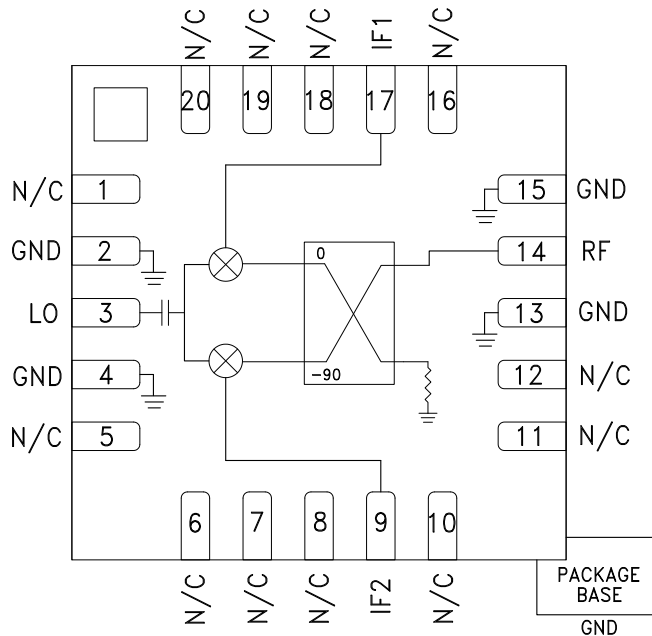 N/C N/C N/C IF1 N/C
20 19 18 17 16
N/C 1
15 GND
GND 2
14 RF
0
LO 3
13 GND
GND 4
12 N/C
-90
N/C 5
11 N/C
6 7 8 9 10
N/C N/C N/C IF2 N/C
PACKAGE
BASE
GND